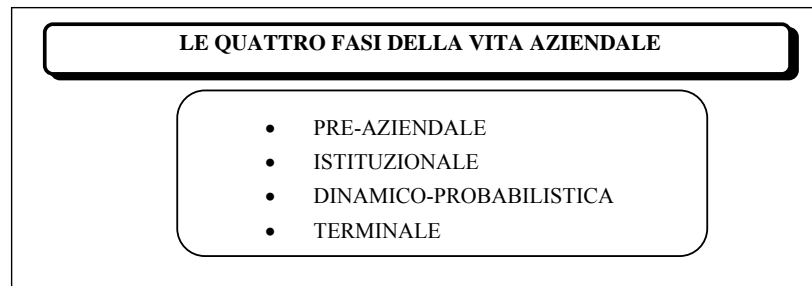 LE QUATTRO FASI DELLA VITA AZIENDALE
• PRE-AZIENDALE
• ISTITUZIONALE
• DINAMICO-PROBABILISTICA
• TERMINALE